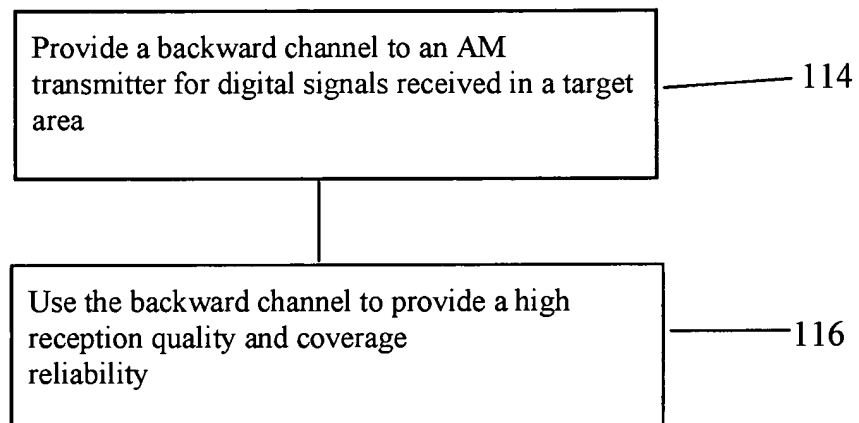 Provide a backward channel to an AM
transmitter for digital signals received in a target
area
114
Use the backward channel to provide a high
reception quality and coverage
reliability
116